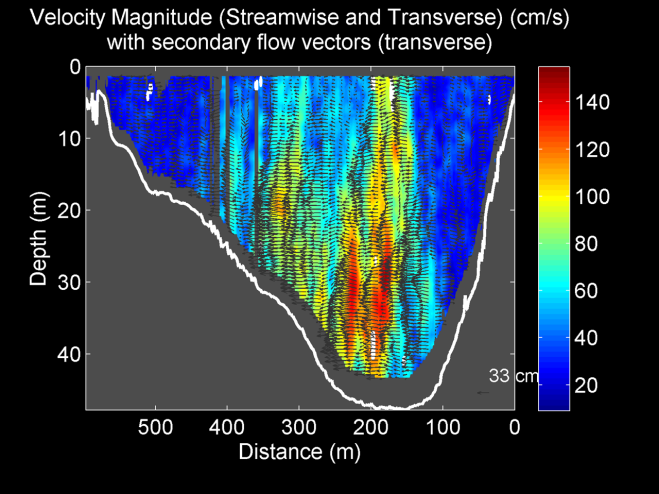 Velocity Magnitude (Streamwise and Transverse) (cm/s)
with secondary flow vectors (transverse)
0
10
20
30
40
Depth (m)
500 400 300 200 100 0
Distance (m)
33 cm
140
120
100
80
60
40
20